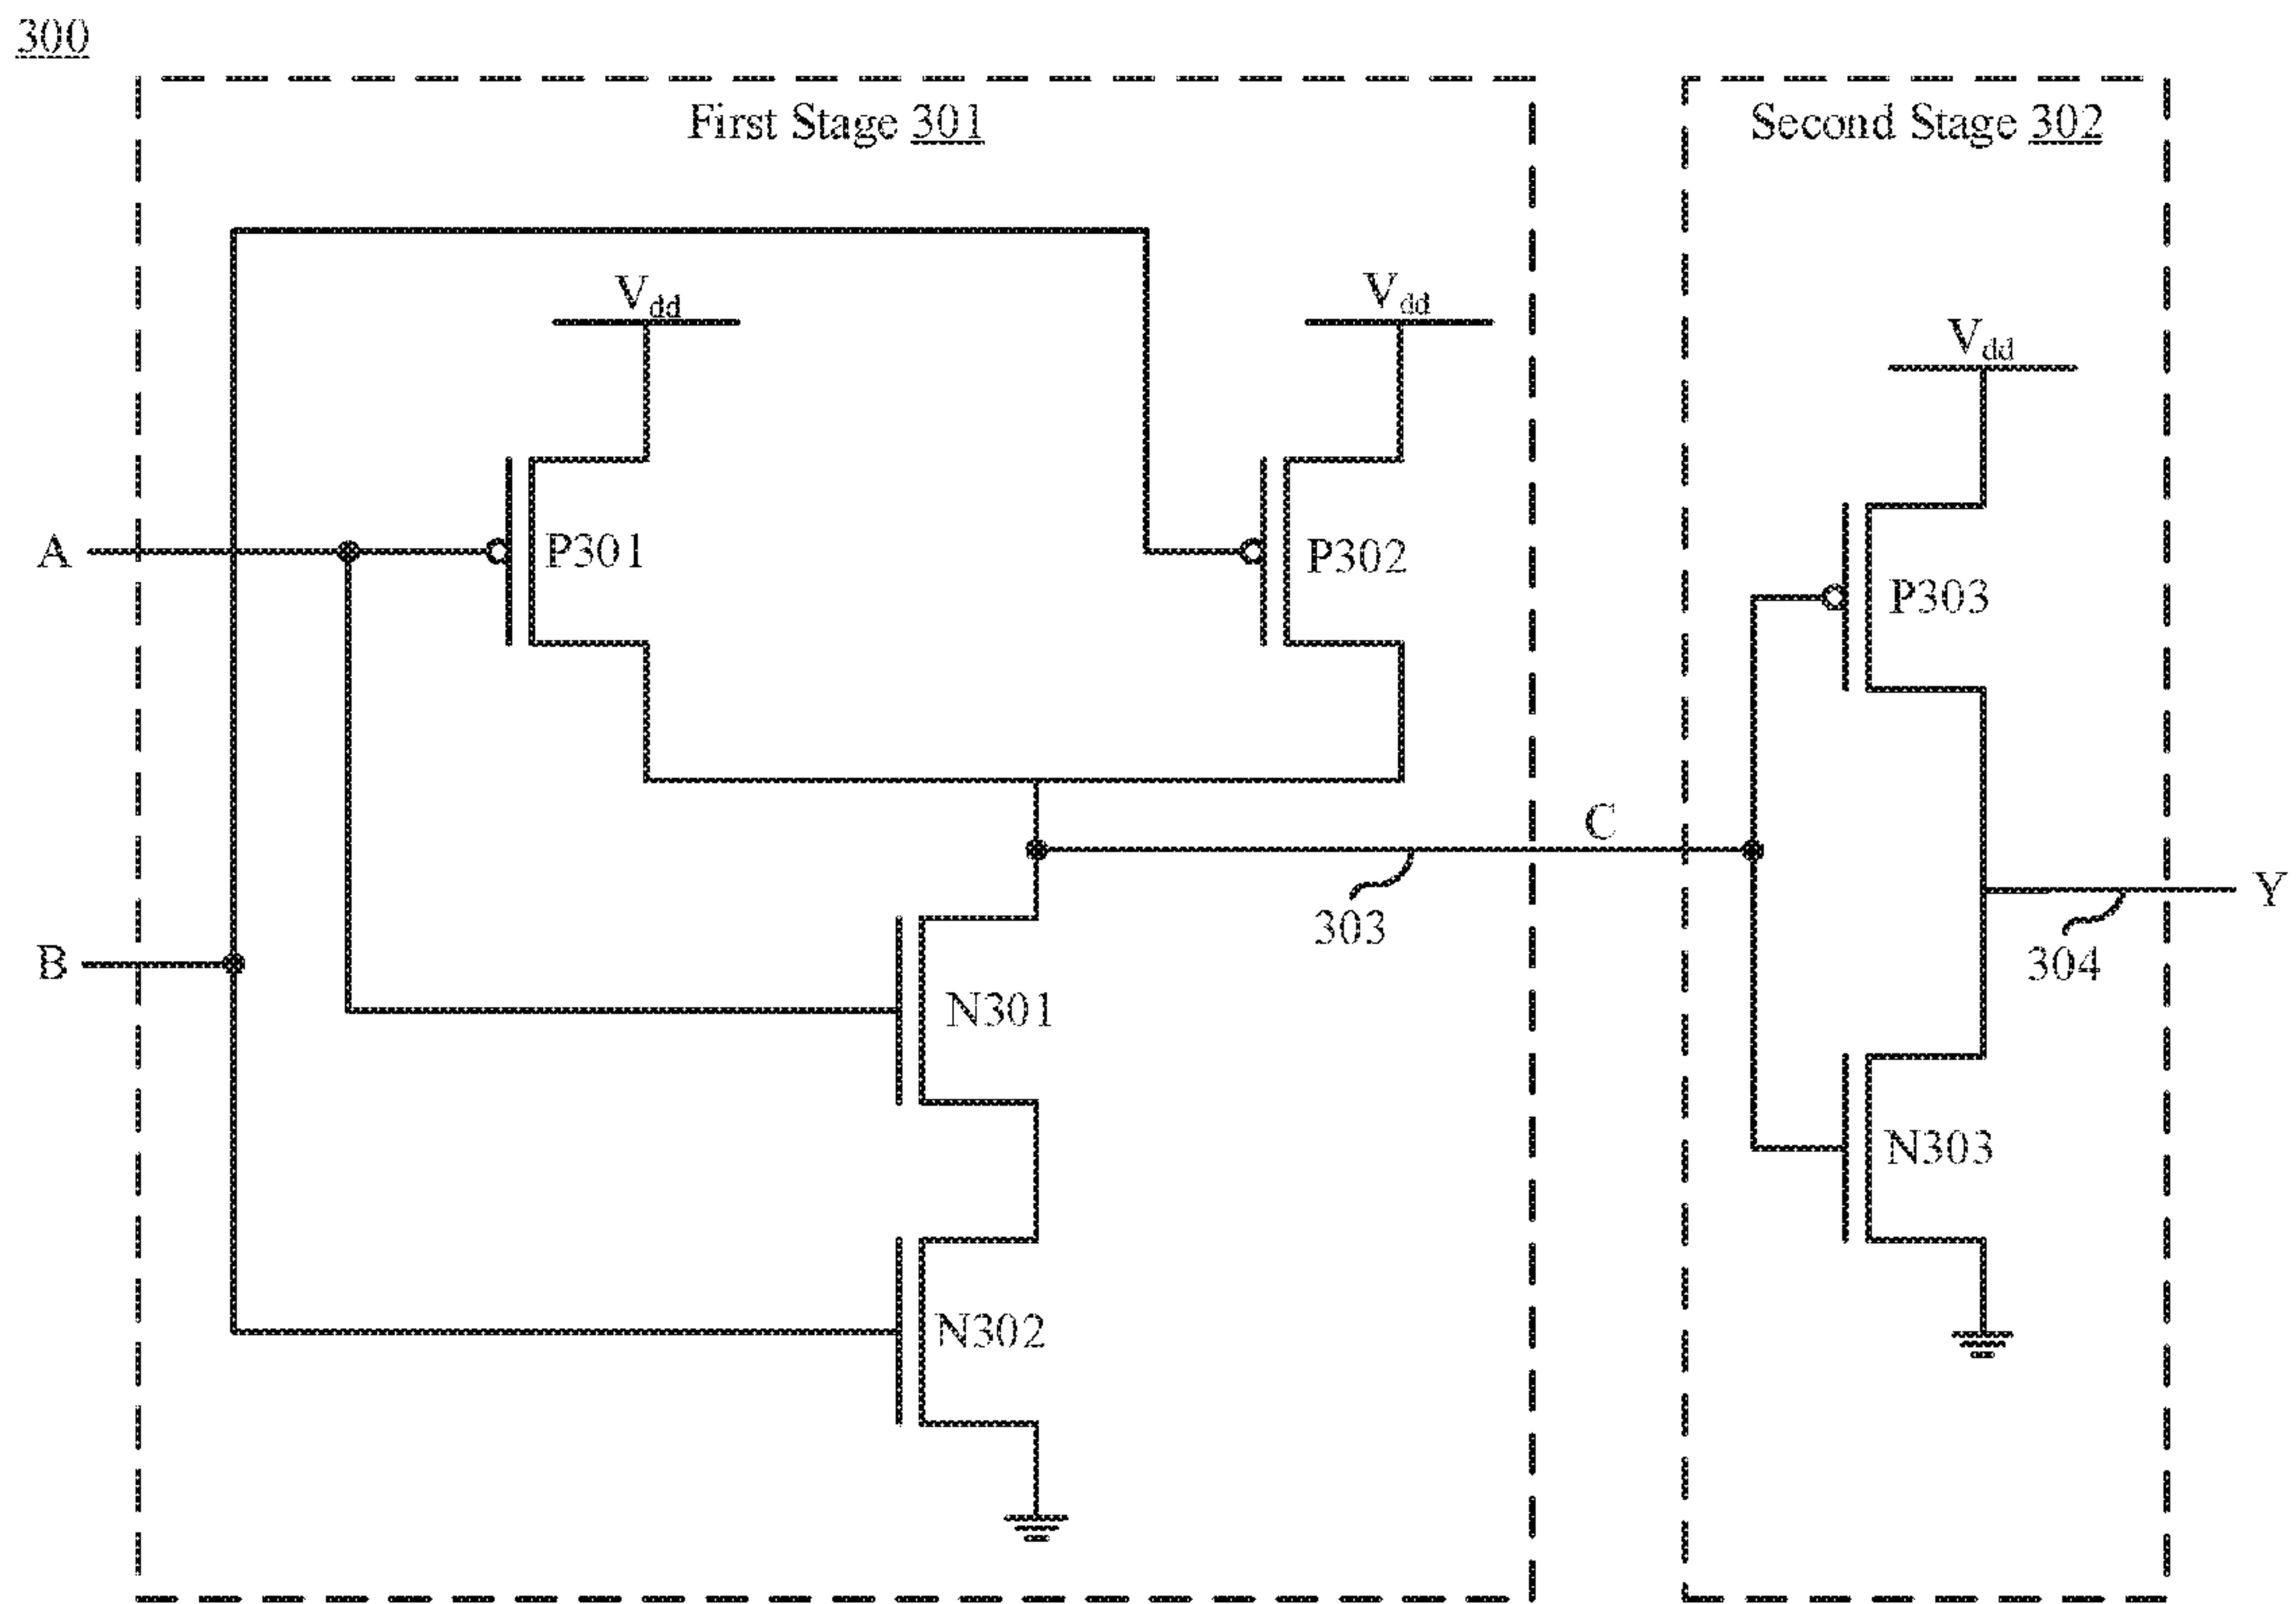 300
First Stage 301
Second Stage 302
Vdd
Vdd
Vdd
A
P301
P302
P303
C
303
Y
304
B
N301
N303
N302